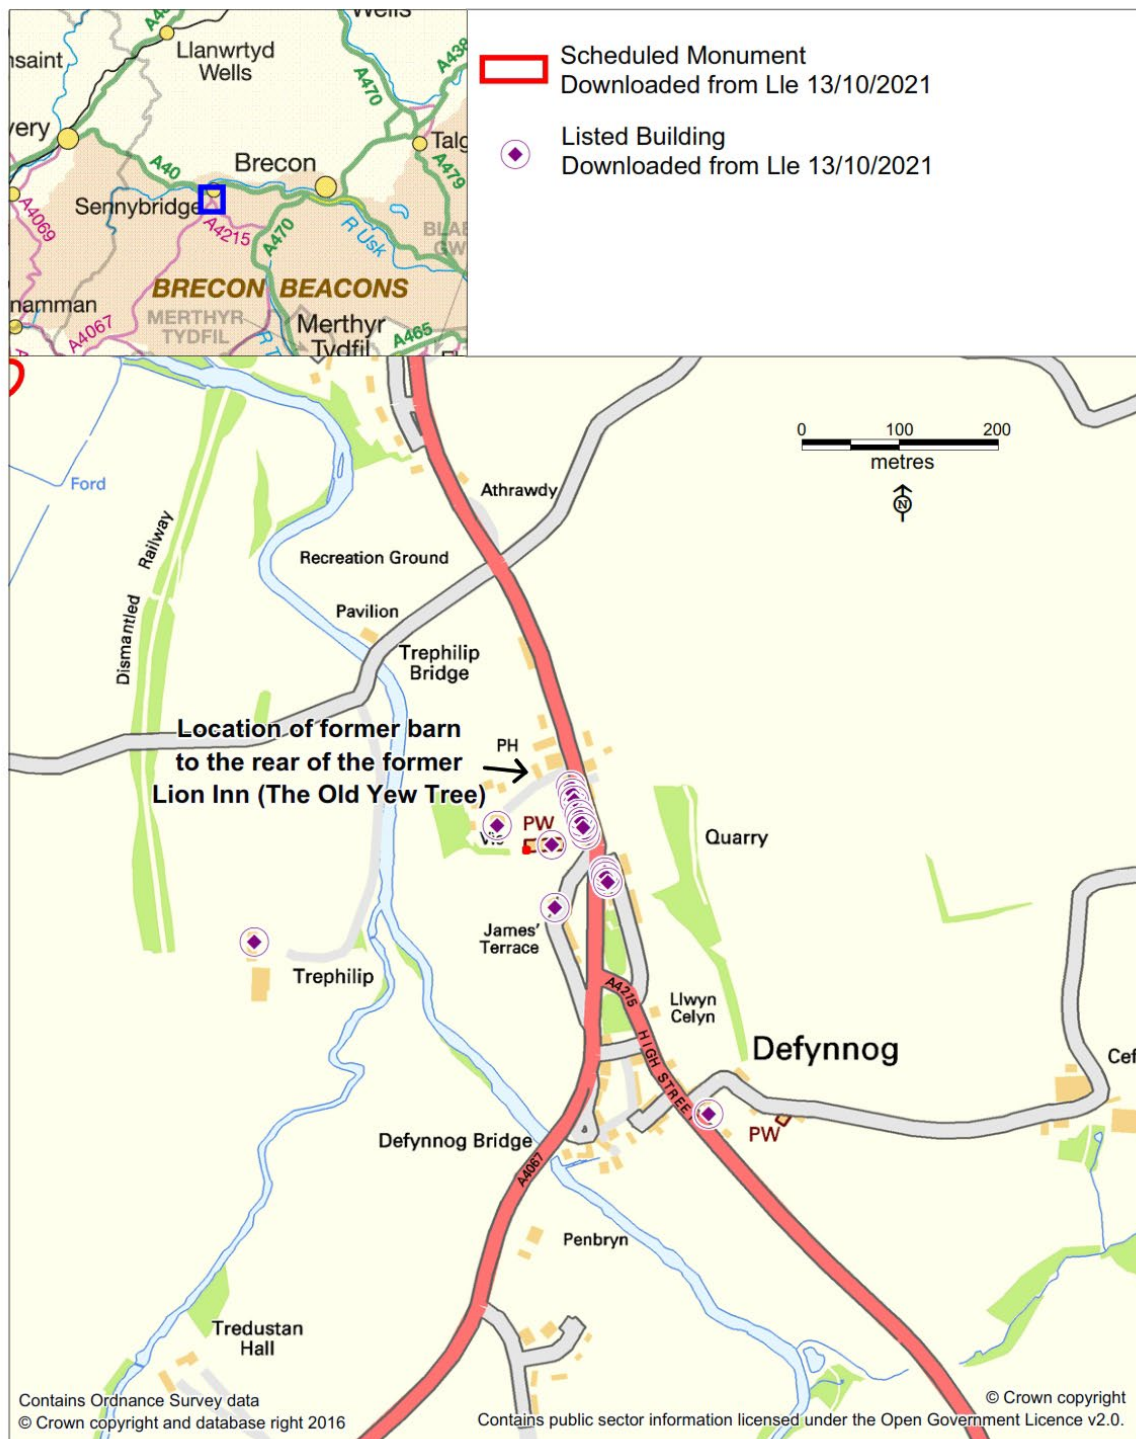 Wells
A470
A438
Llanwrtyd
Wells
A40
Brecon
A479
Sennybridge
A4069
A4215
A470
R Usk
BRECON BEACONS
MERTHYR
TYDFIL
Merthyr
Tydfil
A4067
A465
Scheduled Monument
Downloaded from Lle 13/10/2021
Listed Building
Downloaded from Lle 13/10/2021
0 100 200
metres
N
Ford
Athrawdy
Dismantled Railway
Recreation Ground
Pavilion
Trephilip
Bridge
Location of former barn
to the rear of the former
Lion Inn (The Old Yew Tree)
PH
PW
Quarry
James'
Terrace
Trephilip
A4215
HIGH STREET
Llwyn
Celyn
Defynnog
PW
Defynnog Bridge
A4067
Penbryn
Tredustan
Hall
Contains Ordnance Survey data
© Crown copyright and database right 2016
© Crown copyright
Contains public sector information licensed under the Open Government Licence v2.0.